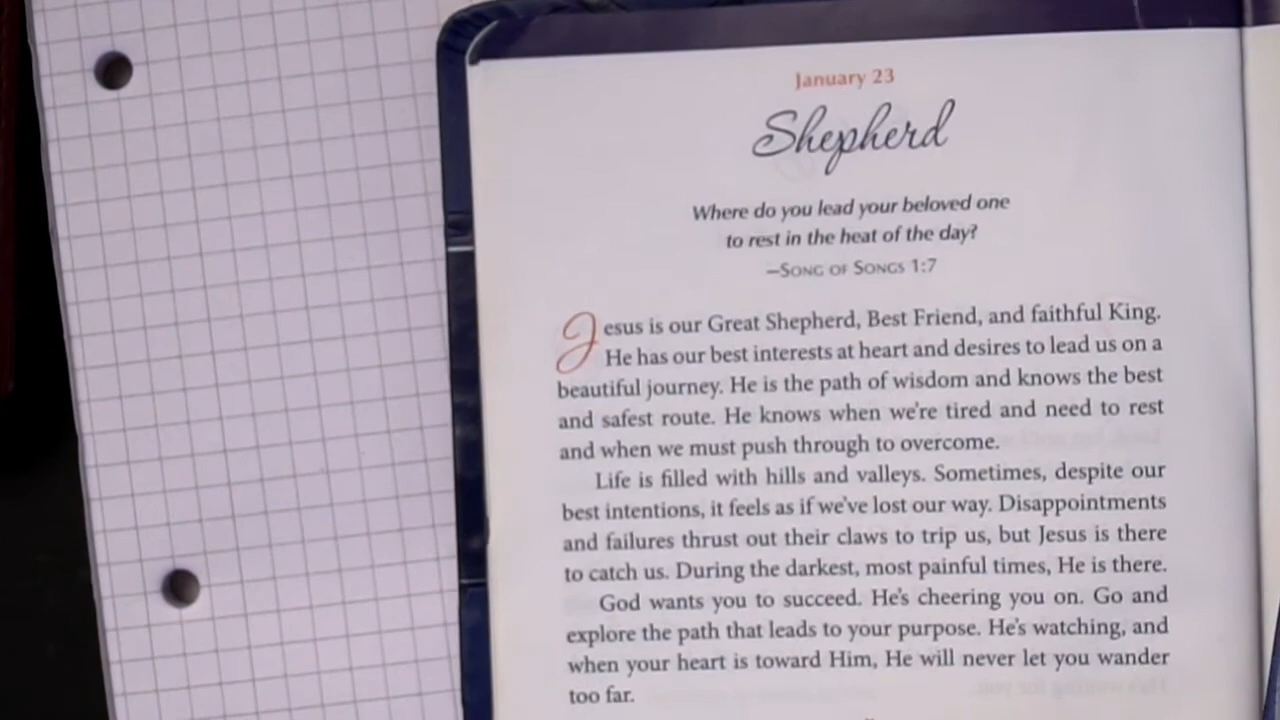 January 23
Shepherd
Where do you lead your beloved one
to rest in the heat of the day?
—Song of Songs 1:7
Jesus is our Great Shepherd, Best Friend, and faithful King.
He has our best interests at heart and desires to lead us on a
beautiful journey. He is the path of wisdom and knows the best
and safest route. He knows when we're tired and need to rest
and when we must push through to overcome.
Life is filled with hills and valleys. Sometimes, despite our
best intentions, it feels as if we've lost our way. Disappointments
and failures thrust out their claws to trip us, but Jesus is there
to catch us. During the darkest, most painful times, He is there.
God wants you to succeed. He's cheering you on. Go and
explore the path that leads to your purpose. He's watching, and
when your heart is toward Him, He will never let you wander
too far.